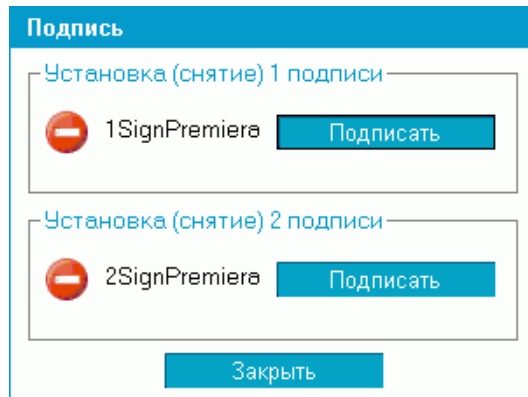 Подпись
Установка (снятие) 1 подписи
1SignPremiera Подписать
Установка (снятие) 2 подписи
2SignPremiera Подписать
Закрыть